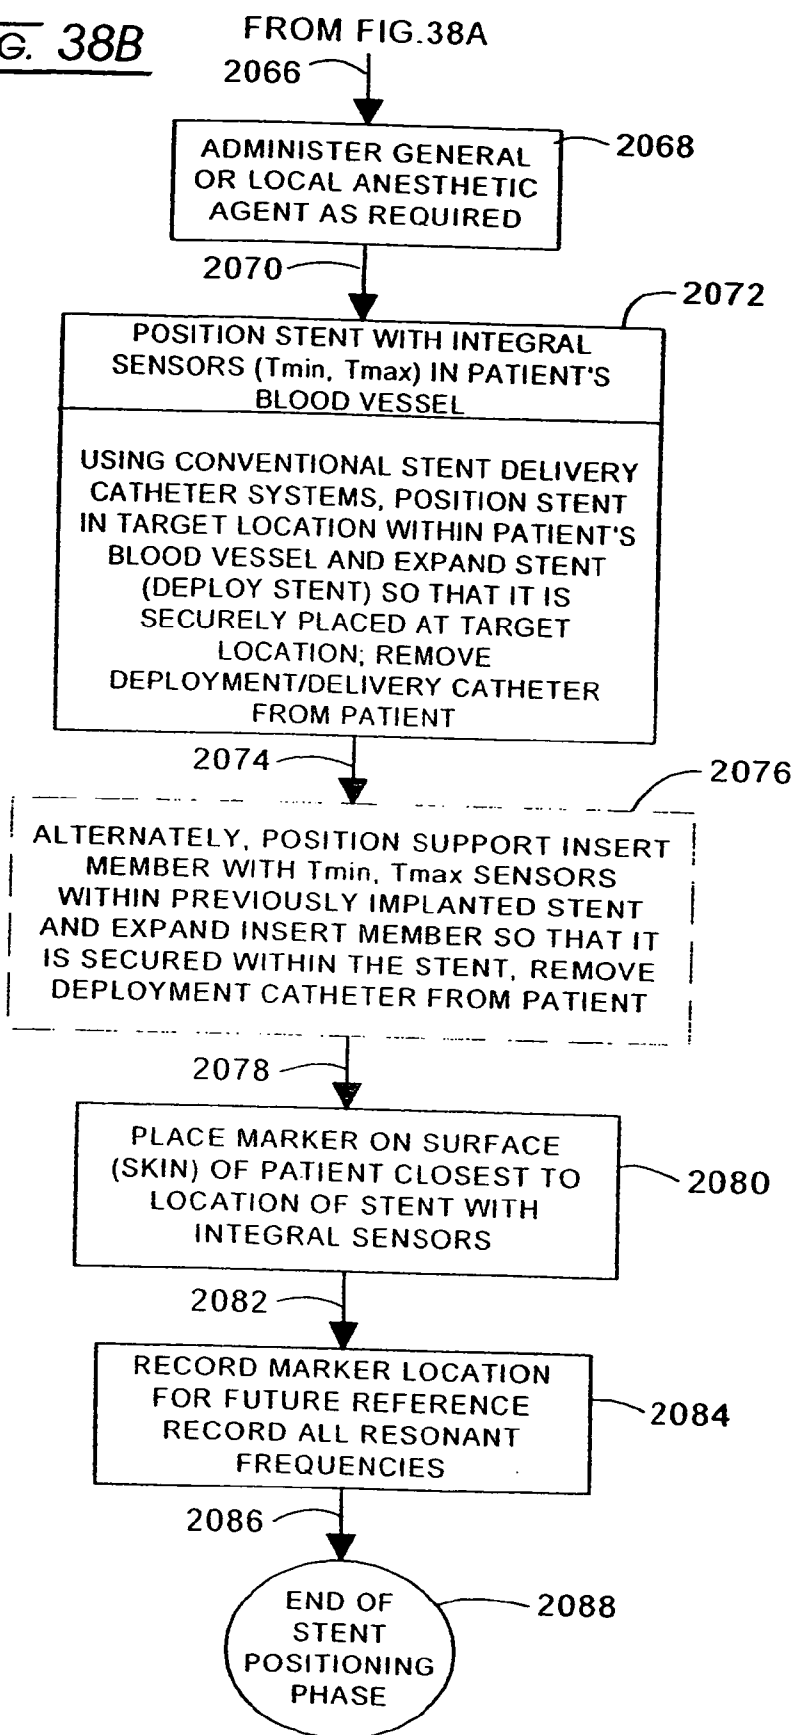 G. 38B
FROM FIG.38A
2066
ADMINISTER GENERAL
OR LOCAL ANESTHETIC
AGENT AS REQUIRED
2068
2070
2072
POSITION STENT WITH INTEGRAL
SENSORS (Tmin, Tmax) IN PATIENT'S
BLOOD VESSEL
USING CONVENTIONAL STENT DELIVERY
CATHETER SYSTEMS, POSITION STENT
IN TARGET LOCATION WITHIN PATIENT'S
BLOOD VESSEL AND EXPAND STENT
(DEPLOY STENT) SO THAT IT IS
SECURELY PLACED AT TARGET
LOCATION; REMOVE
DEPLOYMENT/DELIVERY CATHETER
FROM PATIENT
2074
2076
ALTERNATELY, POSITION SUPPORT INSERT
MEMBER WITH Tmin, Tmax SENSORS
WITHIN PREVIOUSLY IMPLANTED STENT
AND EXPAND INSERT MEMBER SO THAT IT
IS SECURED WITHIN THE STENT, REMOVE
DEPLOYMENT CATHETER FROM PATIENT
2078
PLACE MARKER ON SURFACE
(SKIN) OF PATIENT CLOSEST TO
LOCATION OF STENT WITH
INTEGRAL SENSORS
2080
2082
RECORD MARKER LOCATION
FOR FUTURE REFERENCE
RECORD ALL RESONANT
FREQUENCIES
2084
2086
END OF
STENT
POSITIONING
PHASE
2088